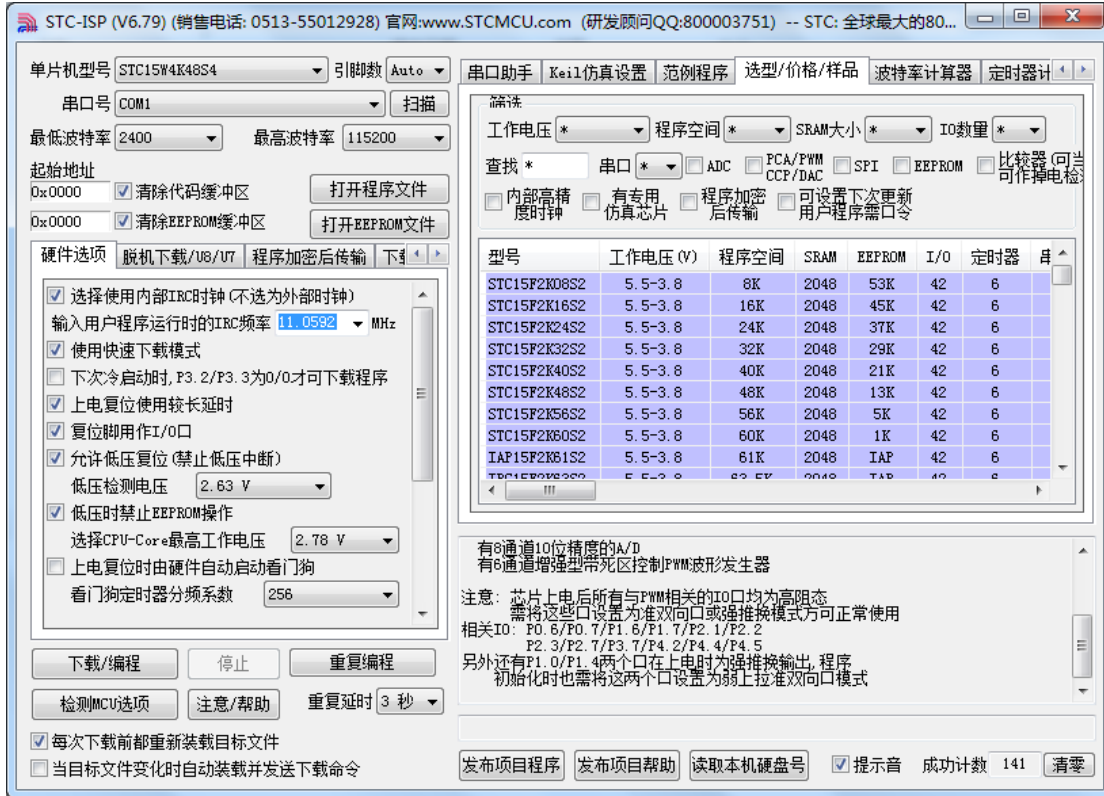 STC-ISP (V6.79) (销售电话: 0513-55012928) 官网:www.STCMCU.com (研发顾问QQ:800003751) -- STC: 全球最大的80...
单片机型号 STC15W4K48S4 引脚数 Auto
串口号 COM1 扫描
最低波特率 2400 最高波特率 115200
起始地址
0x0000 清除代码缓冲区 打开程序文件
0x0000 清除EEPROM缓冲区 打开EEPROM文件
硬件选项 脱机下载/U8/U7 程序加密后传输
选择使用内部IRC时钟(不选为外部时钟)
输入用户程序运行时的IRC频率 11.0592 MHz
使用快速下载模式
下次冷启动时,P3.2/P3.3为0/0才可下载程序
上电复位使用较长延时
复位脚用作I/O口
允许低压复位(禁止低压中断)
低压检测电压 2.63 V
低压时禁止EEPROM操作
选择CPU-Core最高工作电压 2.78 V
上电复位时由硬件自动启动看门狗
看门狗定时器分频系数 256
下载/编程 停止 重复编程
检测MCU选项 注意/帮助 重复延时 3 秒
每次下载前都重新装载目标文件
当目标文件变化时自动装载并发送下载命令
串口助手 Keil仿真设置 范例程序 选型/价格/样品 波特率计算器 定时器计
筛选
工作电压 * 程序空间 * SRAM大小 * IO数量 *
查找 * 串口 * ADC PCA/PWM CCP/DAC SPI EEPROM 比较器(可当 可作掉电检
内部高精度时钟 有专用仿真芯片 程序加密后传输 可设置下次更新用户程序需口令
型号 工作电压(V) 程序空间 SRAM EEPROM I/O 定时器 串
STC15F2K08S2 5.5-3.8 8K 2048 53K 42 6
STC15F2K16S2 5.5-3.8 16K 2048 45K 42 6
STC15F2K24S2 5.5-3.8 24K 2048 37K 42 6
STC15F2K32S2 5.5-3.8 32K 2048 29K 42 6
STC15F2K40S2 5.5-3.8 40K 2048 21K 42 6
STC15F2K48S2 5.5-3.8 48K 2048 13K 42 6
STC15F2K56S2 5.5-3.8 56K 2048 5K 42 6
STC15F2K60S2 5.5-3.8 60K 2048 1K 42 6
IAP15F2K61S2 5.5-3.8 61K 2048 IAP 42 6
有8通道10位精度的A/D
有6通道增强型带死区控制PWM波形发生器
注意: 芯片上电后所有与PWM相关的IO口均为高阻态
需将这些口设置为准双向口或强推换模式方可正常使用
相关IO: P0.6/P0.7/P1.6/P1.7/P2.1/P2.2
P2.3/P2.7/P3.7/P4.2/P4.4/P4.5
另外还有P1.0/P1.4两个口在上电时为强推换输出,程序
初始化时也需将这两个口设置为弱上拉准双向口模式
发布项目程序 发布项目帮助 读取本机硬盘号 提示音 成功计数 141 清零